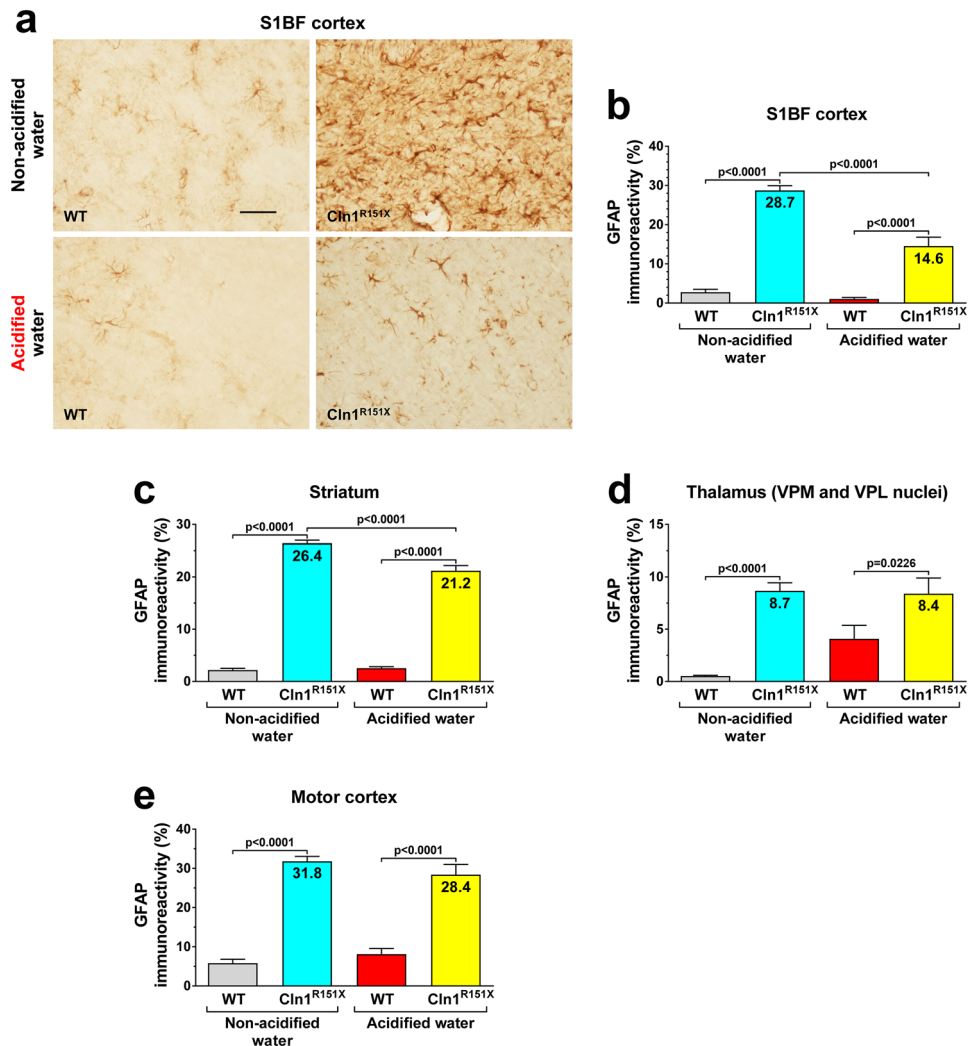 a
S1BF cortex
Non-acidified
water
WT
Cln1R151X
Acidified
water
WT
Cln1R151X
b
S1BF cortex
GFAP
immunoreactivity (%)
40
30
20
10
0
p<0.0001
p<0.0001
p<0.0001
28.7
14.6
WT Cln1R151X WT Cln1R151X
Non-acidified
water
Acidified water
c
Striatum
GFAP
immunoreactivity (%)
30
20
10
0
p<0.0001
p<0.0001
p<0.0001
26.4
21.2
WT Cln1R151X WT Cln1R151X
Non-acidified
water
Acidified water
d
Thalamus (VPM and VPL nuclei)
GFAP
immunoreactivity (%)
15
10
5
0
p<0.0001
p=0.0226
8.7
8.4
WT Cln1R151X WT Cln1R151X
Non-acidified
water
Acidified water
e
Motor cortex
GFAP
immunoreactivity (%)
40
30
20
10
0
p<0.0001
p<0.0001
31.8
28.4
WT Cln1R151X WT Cln1R151X
Non-acidified
water
Acidified water